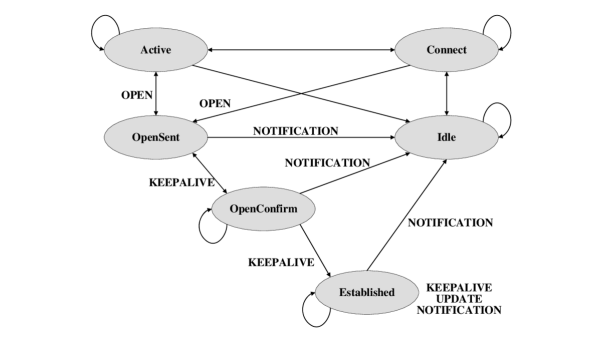 Active
Connect
OPEN
OPEN
OpenSent
NOTIFICATION
Idle
NOTIFICATION
KEEPALIVE
OpenConfirm
NOTIFICATION
KEEPALIVE
Established
KEEPALIVE
UPDATE
NOTIFICATION